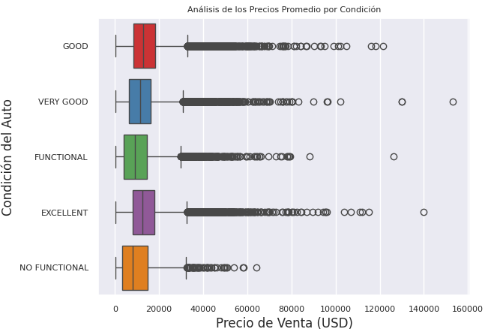 Análisis de los Precios Promedio por Condición
Condición del Auto
GOOD
VERY GOOD
FUNCTIONAL
EXCELLENT
NO FUNCTIONAL
0 20000 40000 60000 80000 100000 120000 140000 160000
Precio de Venta (USD)